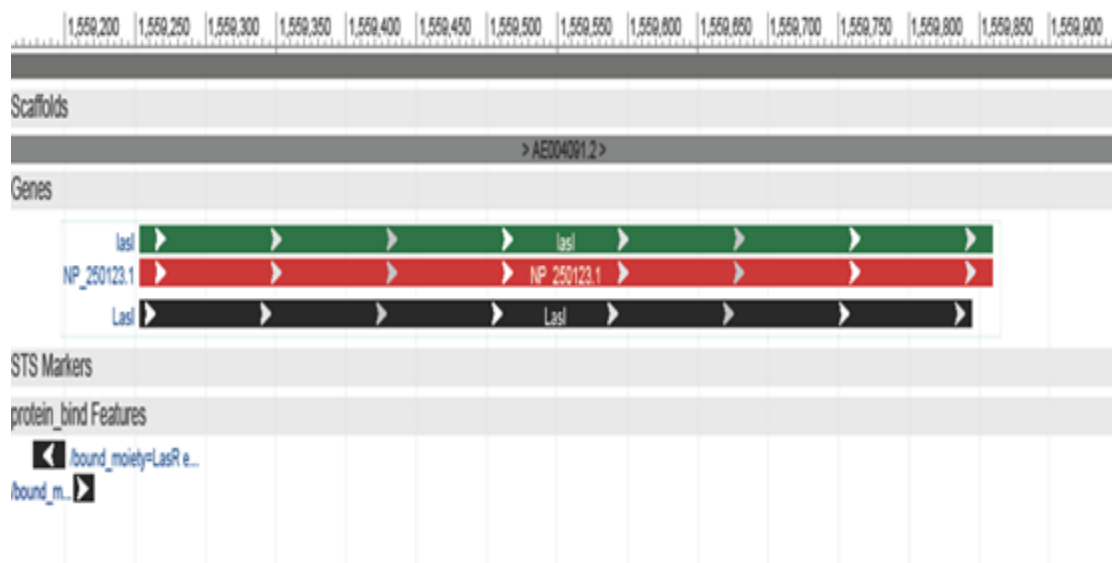 1,559,200 1,559,250 1,559,300 1,559,350 1,559,400 1,559,450 1,559,500 1,559,550 1,559,600 1,559,650 1,559,700 1,559,750 1,559,800 1,559,850 1,559,900
Scaffolds
> AE004091.2 >
Genes
lasI lasI
NP_250123.1 NP_250123.1
LasI LasI
STS Markers
protein_bind Features
/bound_moiety=LasR e...
/bound_m...